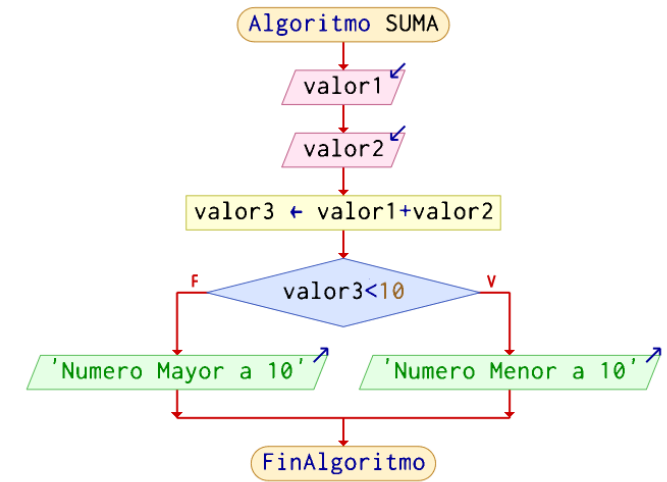 Algoritmo SUMA
valor1
valor2
valor3 ← valor1+valor2
valor3<10
F
V
'Numero Mayor a 10'
'Numero Menor a 10'
FinAlgoritmo